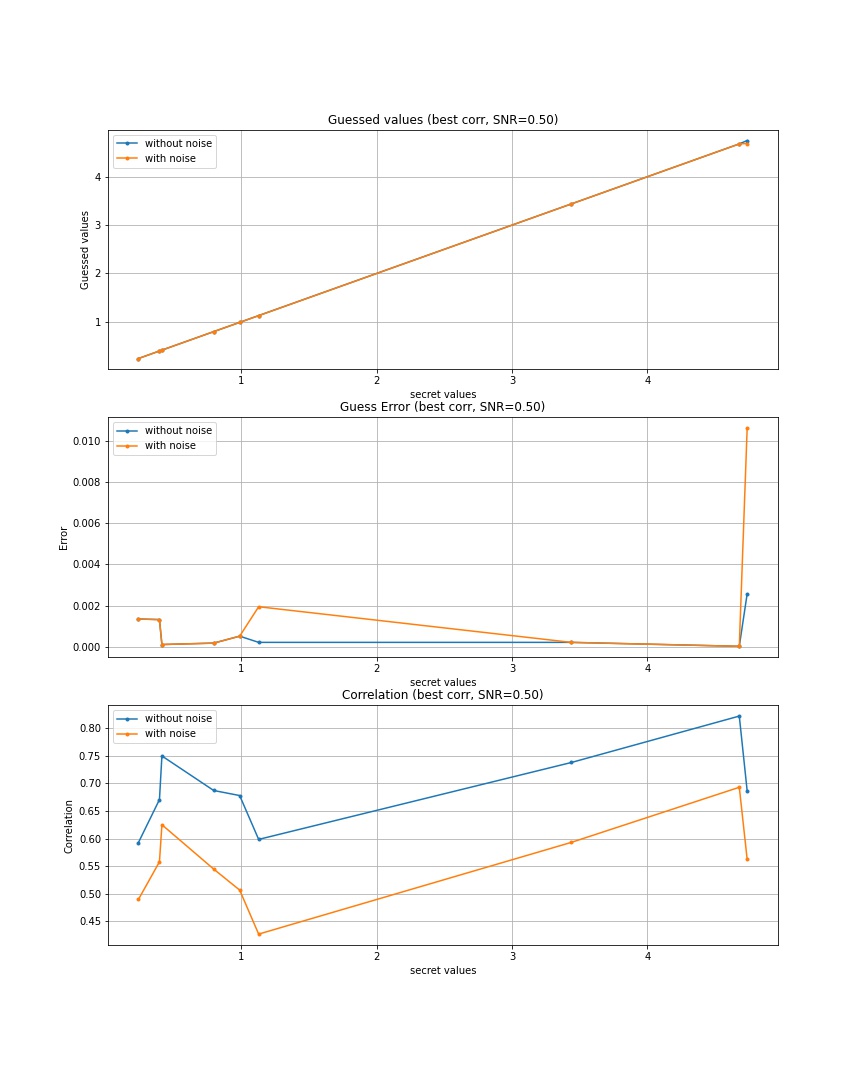 Guessed values (best corr, SNR=0.50)
without noise
with noise
Guessed values
4
3
2
1
1 2 3 4
secret values
Guess Error (best corr, SNR=0.50)
without noise
with noise
Error
0.010
0.008
0.006
0.004
0.002
0.000
1 2 3 4
secret values
Correlation (best corr, SNR=0.50)
without noise
with noise
Correlation
0.80
0.75
0.70
0.65
0.60
0.55
0.50
0.45
1 2 3 4
secret values